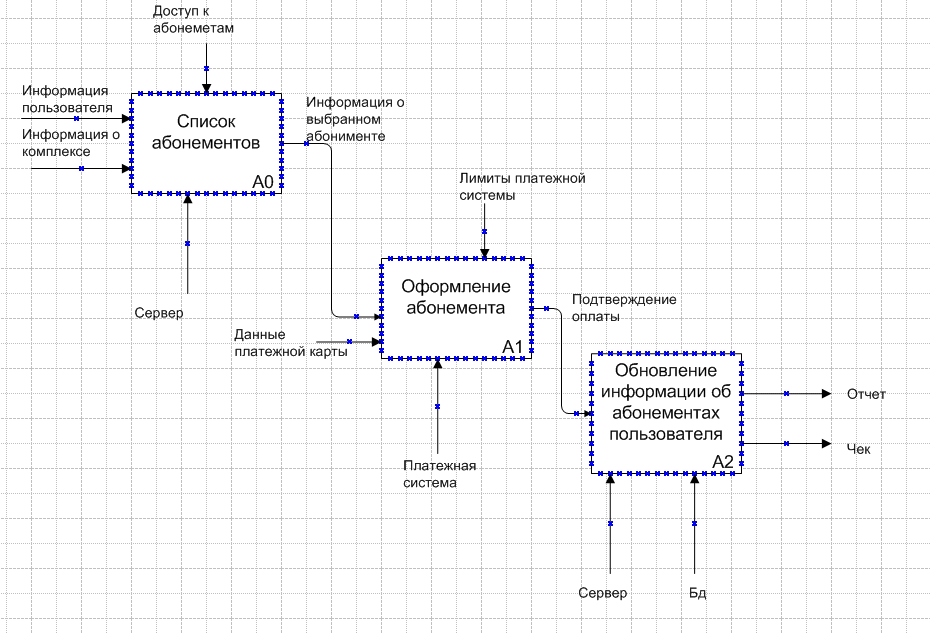 Доступ к
абонеметам
Информация
пользователя
Информация о
комплексе
Список
абонементов
A0
Информация о
выбранном
абонименте
Сервер
Лимиты платежной
системы
Оформление
абонемента
A1
Данные
платежной карты
Платежная
система
Подтверждение
оплаты
Обновление
информации об
абонементах
пользователя
A2
Отчет
Чек
Сервер
Бд